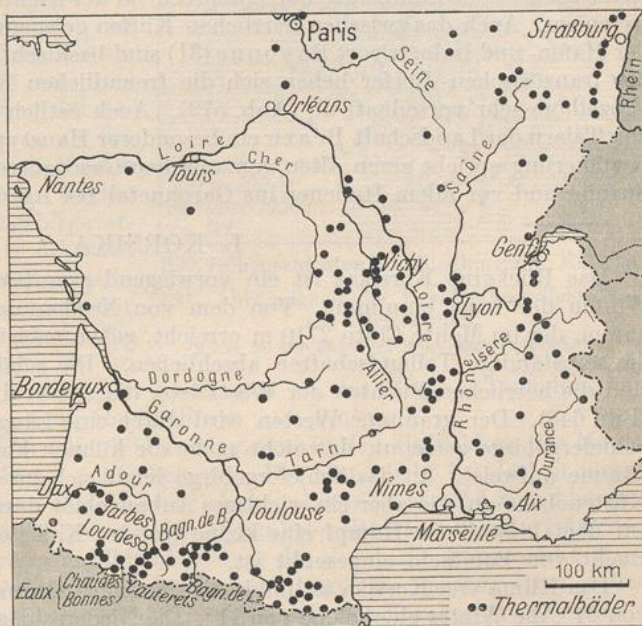 Paris
Straßburg
Rhein
Seine
Orléans
Loire
Cher
Tours
Nantes
Saône
Genf
Vichy
Loire
Lyon
Allier
Rhône
Isère
Dordogne
Bordeaux
Garonne
Tarn
Durance
Nîmes
Aix
Marseille
Adour
Dax
Tarbes
Bagn.de B.
Toulouse
Lourdes
Eaux { Chaudes
Bonnes }
Cauterets
Bagn.de L.
100 km
Thermalbäder